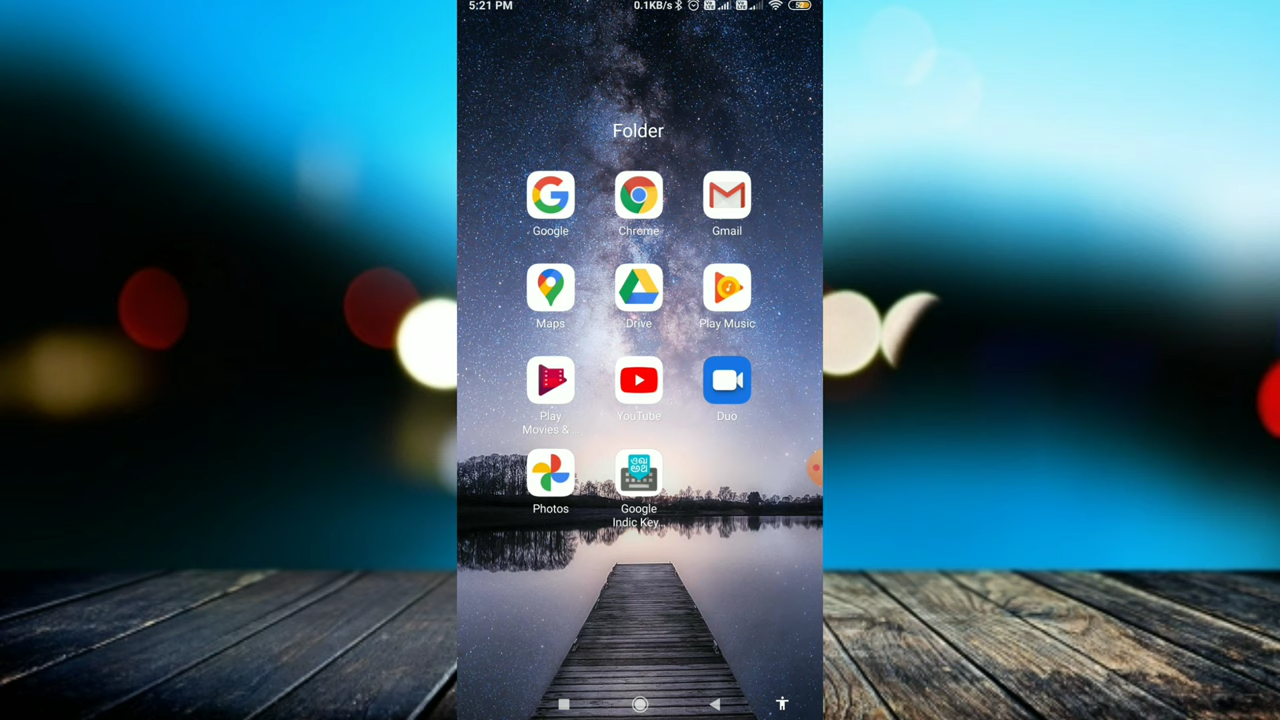 5:21 PM
0.1KB/s
Folder
Google
Chrome
Gmail
Maps
Drive
Play Music
Play
Movies & ...
YouTube
Duo
Photos
Google
Indic Key...